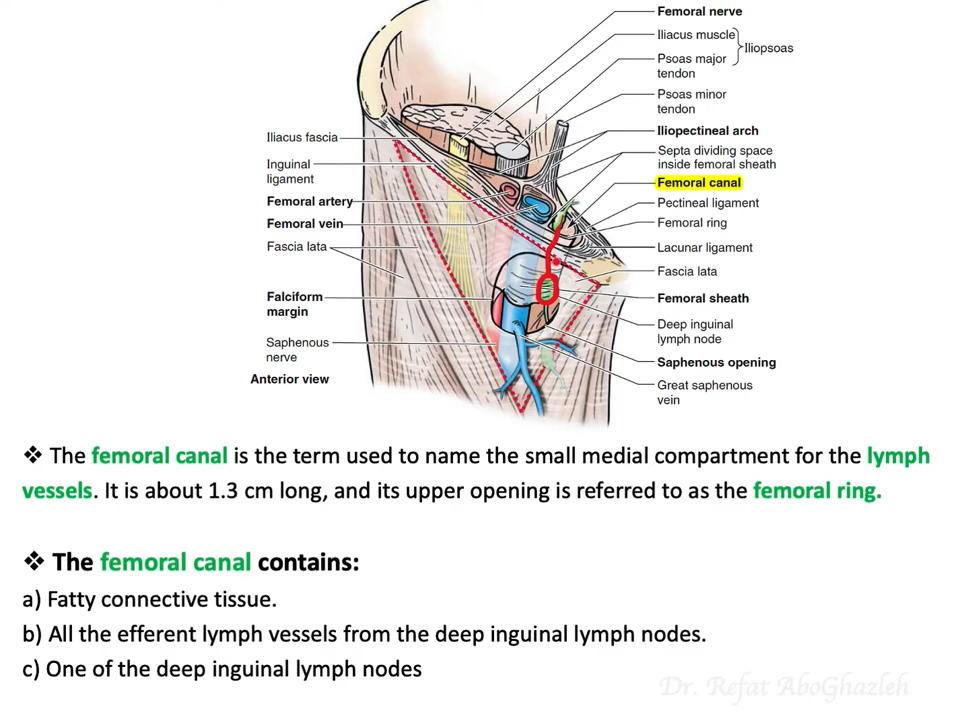 Femoral nerve
Iliacus muscle
Iliopsoas
Psoas major
tendon
Psoas minor
tendon
Iliopectineal arch
Septa dividing space
inside femoral sheath
Femoral canal
Pectineal ligament
Femoral ring
Lacunar ligament
Fascia lata
Femoral sheath
Deep inguinal
lymph node
Saphenous opening
Great saphenous
vein
Iliacus fascia
Inguinal
ligament
Femoral artery
Femoral vein
Fascia lata
Falciform
margin
Saphenous
nerve
Anterior view
❖ The femoral canal is the term used to name the small medial compartment for the lymph
vessels. It is about 1.3 cm long, and its upper opening is referred to as the femoral ring.
❖ The femoral canal contains:
a) Fatty connective tissue.
b) All the efferent lymph vessels from the deep inguinal lymph nodes.
c) One of the deep inguinal lymph nodes
Dr. Refat AboGhazleh